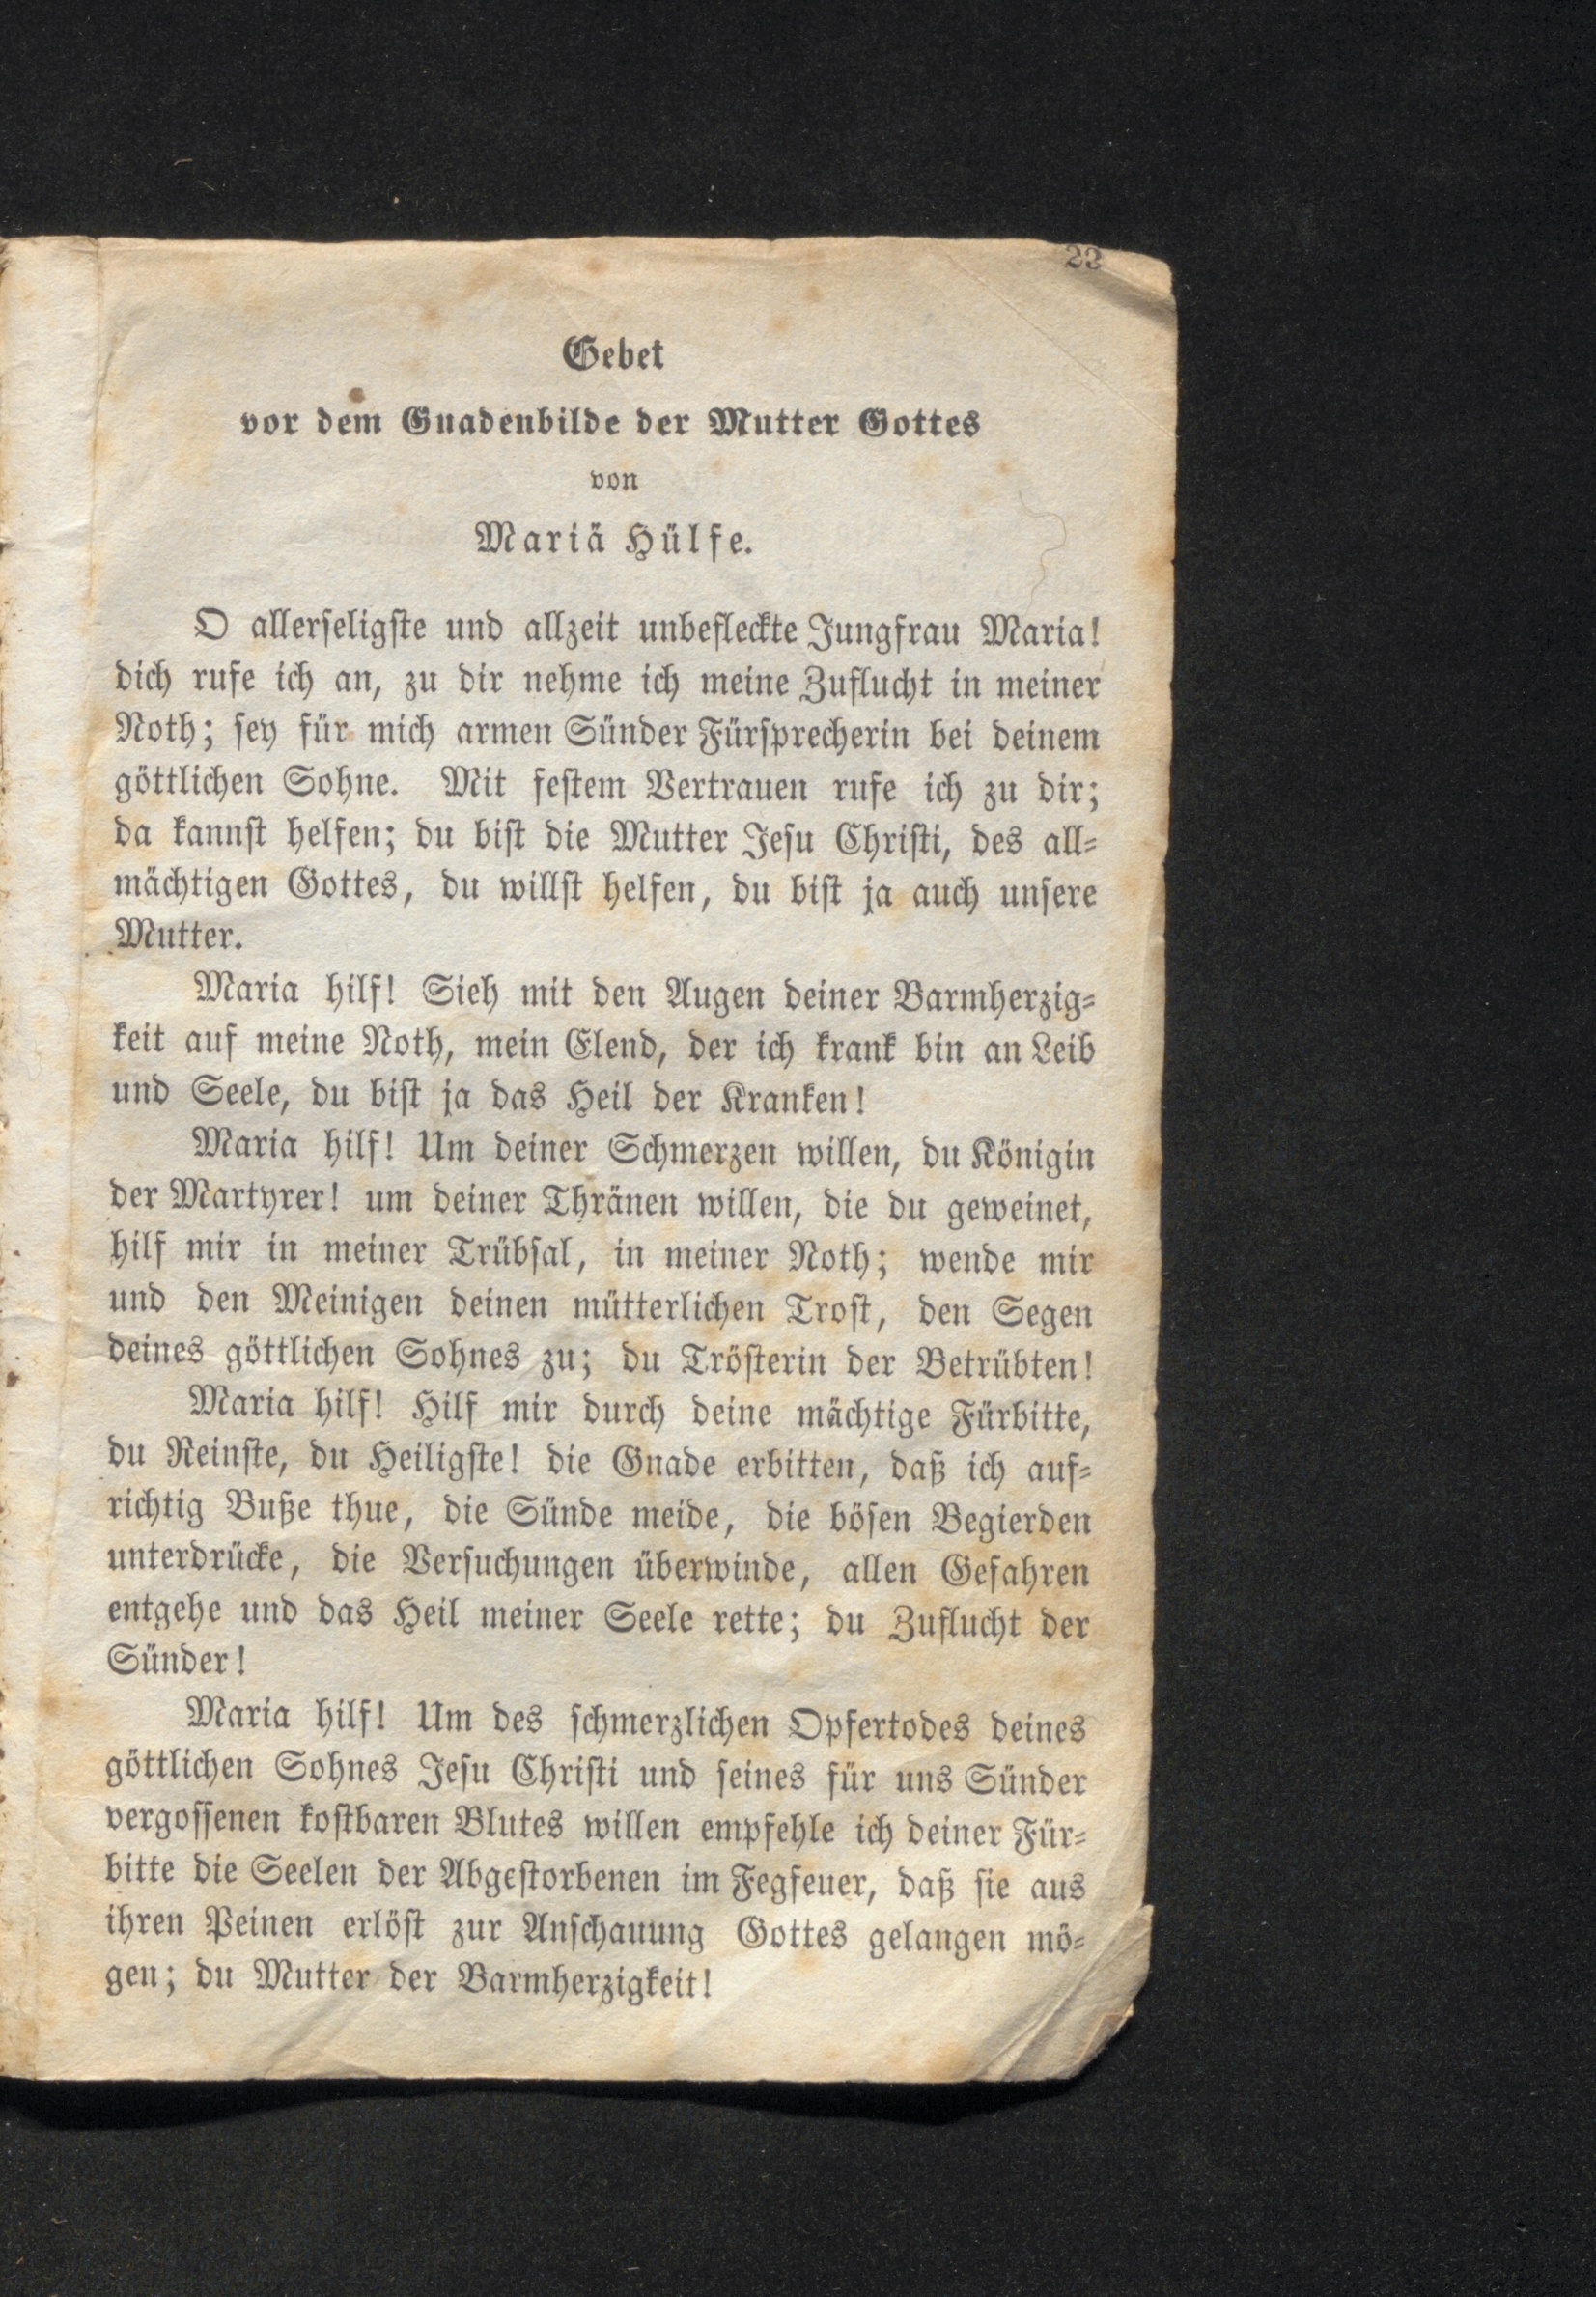 23
Gebet
vor dem Gnadenbilde der Mutter Gottes
von
Mariä Hülfe.
O allerseligste und allzeit unbefleckte Jungfrau Maria!
dich rufe ich an, zu dir nehme ich meine Zuflucht in meiner
Noth; sey für mich armen Sünder Fürsprecherin bei deinem
göttlichen Sohne. Mit festem Vertrauen rufe ich zu dir;
da kannst helfen; du bist die Mutter Jesu Christi, des all-
mächtigen Gottes, du willst helfen, du bist ja auch unsere
Mutter.
Maria hilf! Sieh mit den Augen deiner Barmherzig-
keit auf meine Noth, mein Elend, der ich krank bin an Leib
und Seele, du bist ja das Heil der Kranken!
Maria hilf! Um deiner Schmerzen willen, du Königin
der Martyrer! um deiner Thränen willen, die du geweinet,
hilf mir in meiner Trübsal, in meiner Noth; wende mir
und den Meinigen deinen mütterlichen Trost, den Segen
deines göttlichen Sohnes zu; du Trösterin der Betrübten!
Maria hilf! Hilf mir durch deine mächtige Fürbitte,
du Reinste, du Heiligste! die Gnade erbitten, daß ich auf-
richtig Buße thue, die Sünde meide, die bösen Begierden
unterdrücke, die Versuchungen überwinde, allen Gefahren
entgehe und das Heil meiner Seele rette; du Zuflucht der
Sünder!
Maria hilf! Um des schmerzlichen Opfertodes deines
göttlichen Sohnes Jesu Christi und seines für uns Sünder
vergossenen kostbaren Blutes willen empfehle ich deiner Für-
bitte die Seelen der Abgestorbenen im Fegfeuer, daß sie aus
ihren Peinen erlöst zur Anschauung Gottes gelangen mö-
gen; du Mutter der Barmherzigkeit!